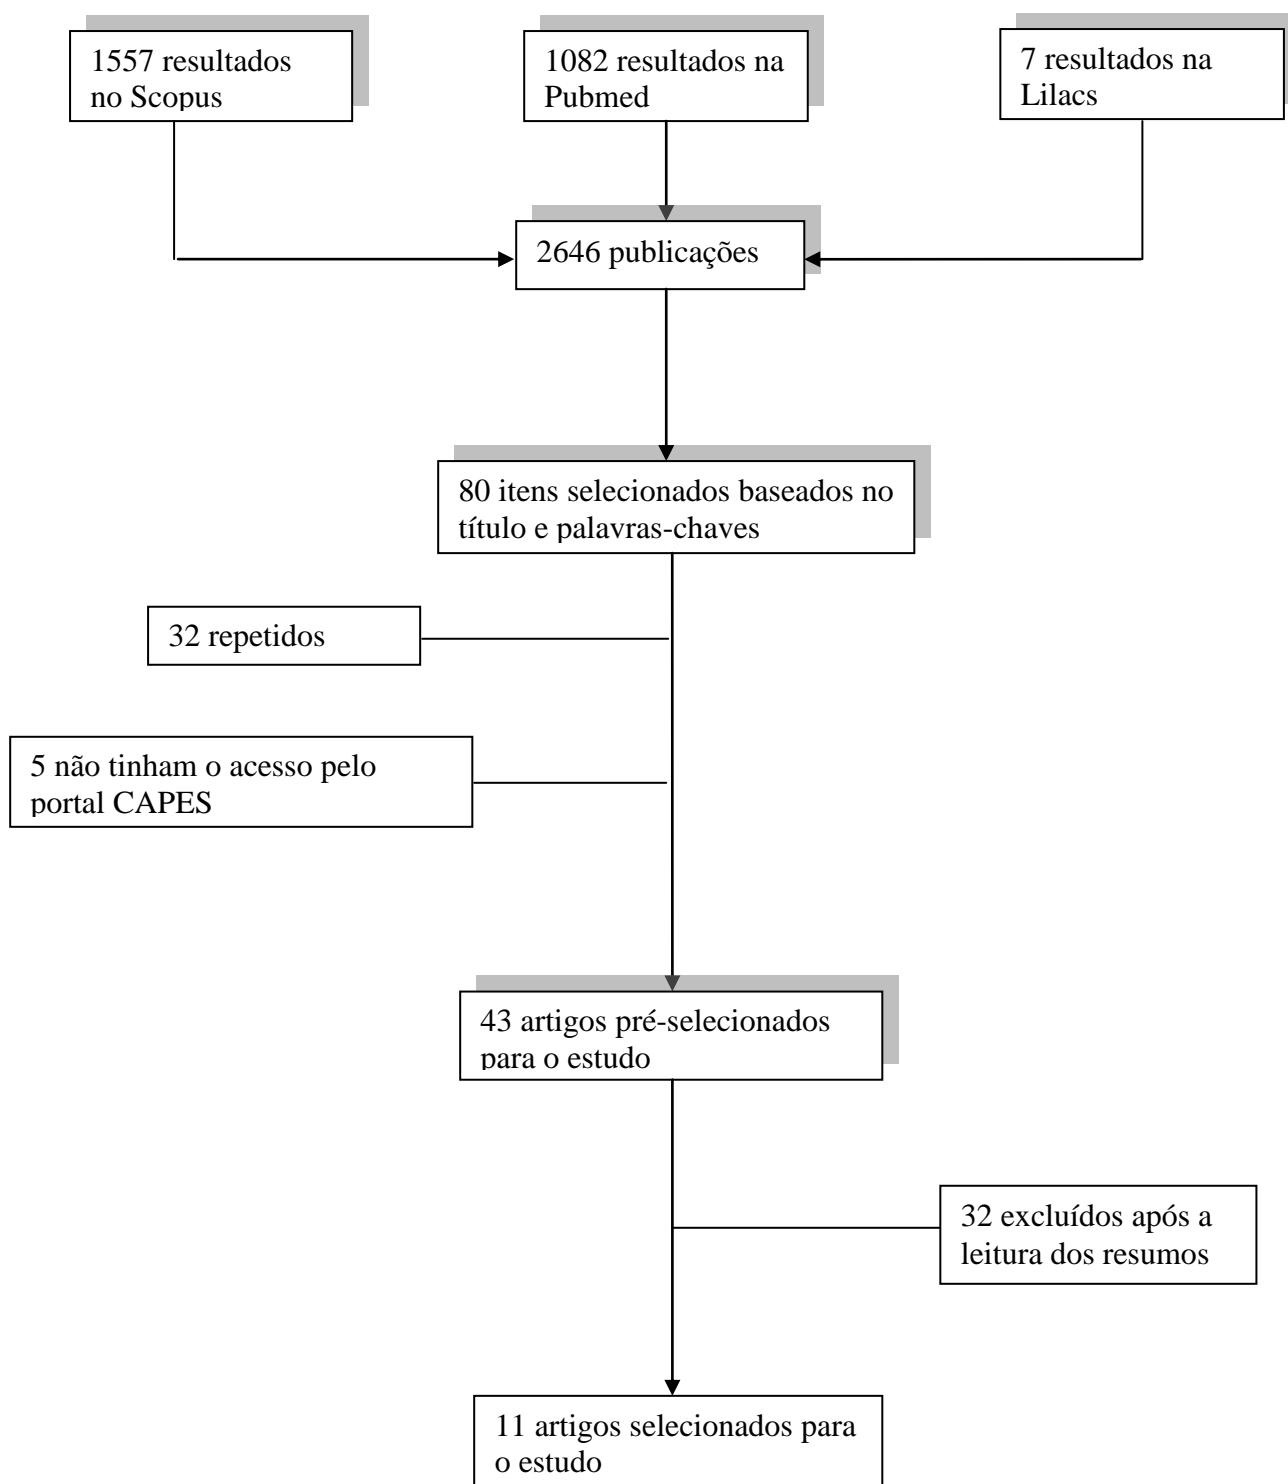 1557 resultados
no Scopus
1082 resultados na
Pubmed
7 resultados na
Lilacs
2646 publicações
80 itens selecionados baseados no
título e palavras-chaves
32 repetidos
5 não tinham o acesso pelo
portal CAPES
43 artigos pré-selecionados
para o estudo
32 excluídos após a
leitura dos resumos
11 artigos selecionados para
o estudo